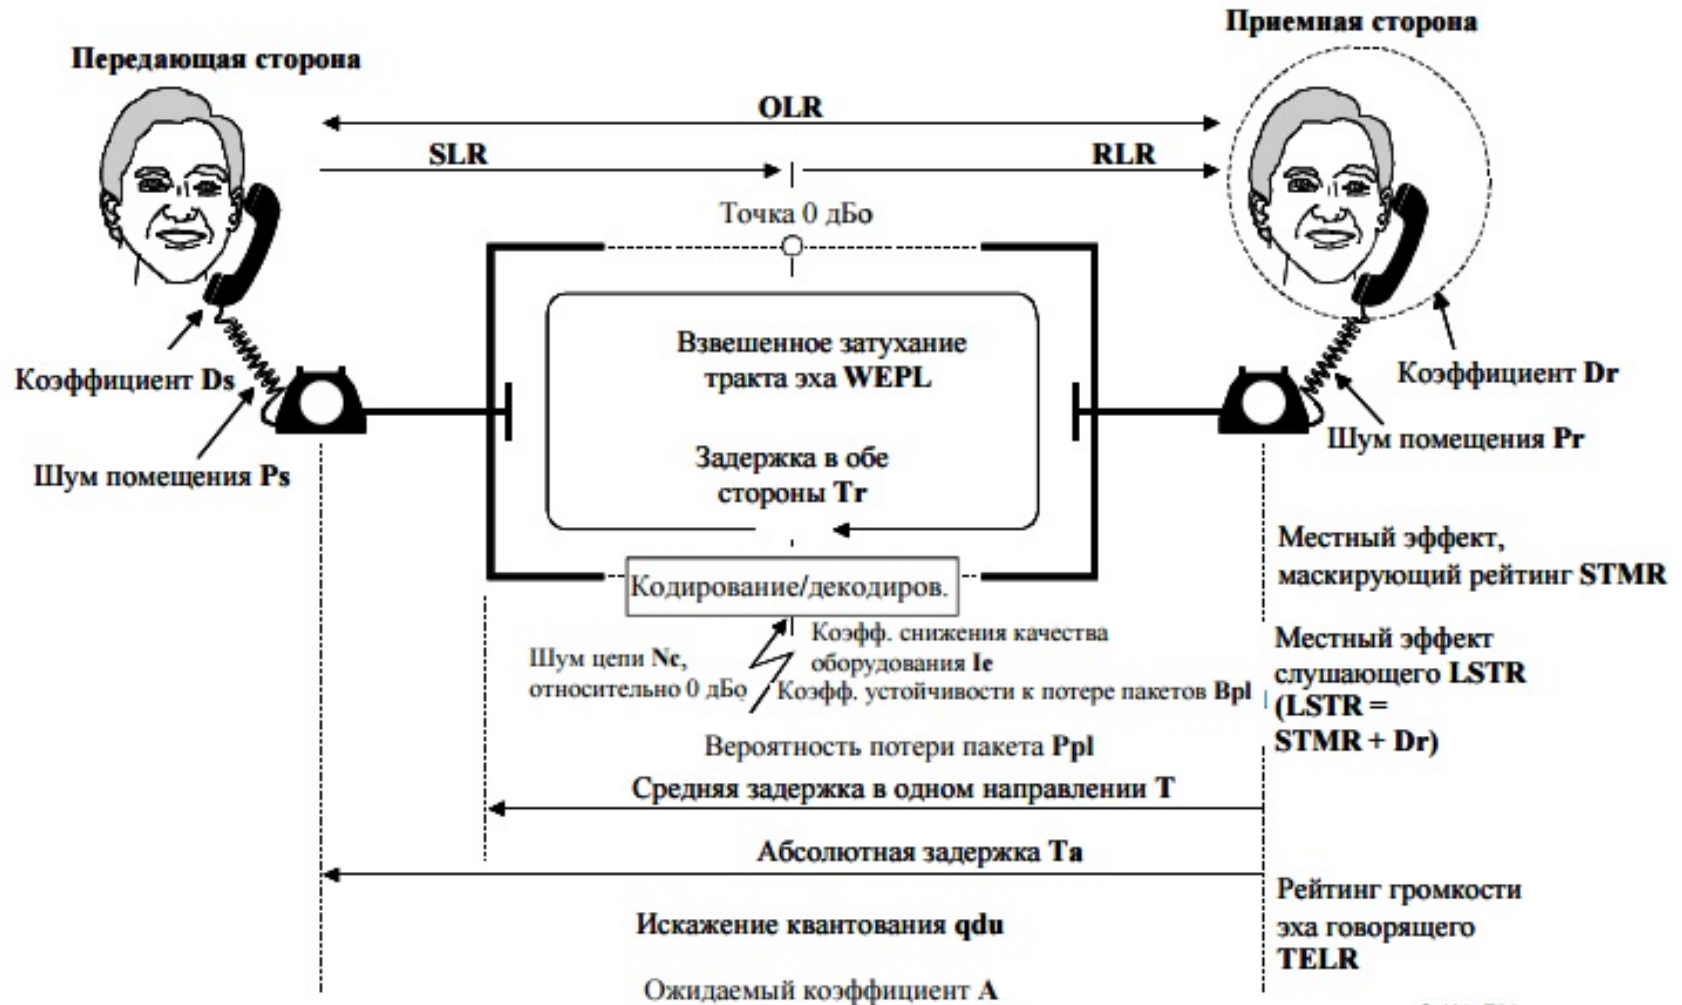 Приемная сторона
Передающая сторона
OLR
SLR
RLR
Точка 0 дБо
Взвешенное затухание
тракта эха WEPL
Коэффициент Ds
Коэффициент Dr
Шум помещения Pr
Шум помещения Ps
Задержка в обе
стороны Tr
Местный эффект,
маскирующий рейтинг STMR
Кодирование/декодиров.
Шум цепи Nc,
относительно 0 дБо
Коэфф. снижения качества
оборудования Ie
Коэфф. устойчивости к потере пакетов Bpl
Местный эффект
слушающего LSTR
(LSTR =
STMR + Dr)
Вероятность потери пакета Ppl
Средняя задержка в одном направлении T
Абсолютная задержка Ta
Рейтинг громкости
эха говорящего
TELR
Искажение квантования qdu
Ожидаемый коэффициент A